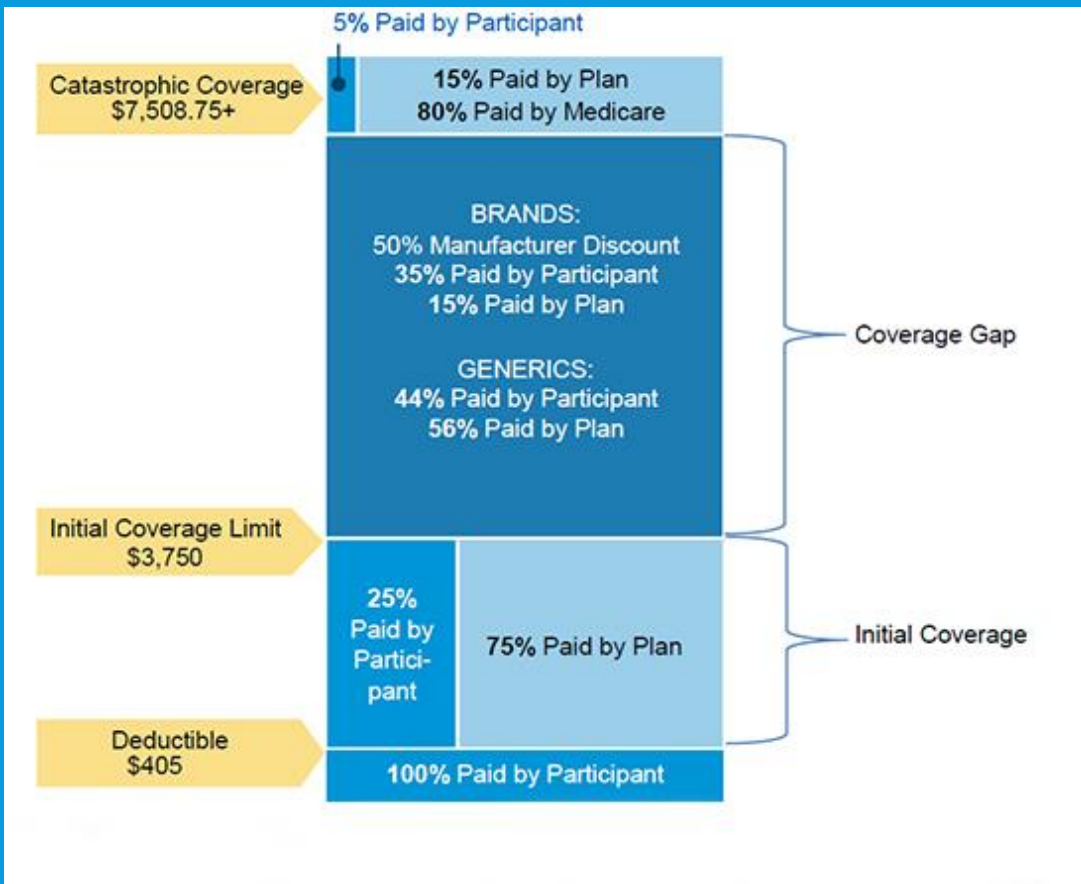 5% Paid by Participant
Catastrophic Coverage
$7,508.75+
15% Paid by Plan
80% Paid by Medicare
BRANDS:
50% Manufacturer Discount
35% Paid by Participant
15% Paid by Plan
GENERICS:
44% Paid by Participant
56% Paid by Plan
Coverage Gap
Initial Coverage Limit
$3,750
25%
Paid by
Partici-
pant
75% Paid by Plan
Initial Coverage
Deductible
$405
100% Paid by Participant